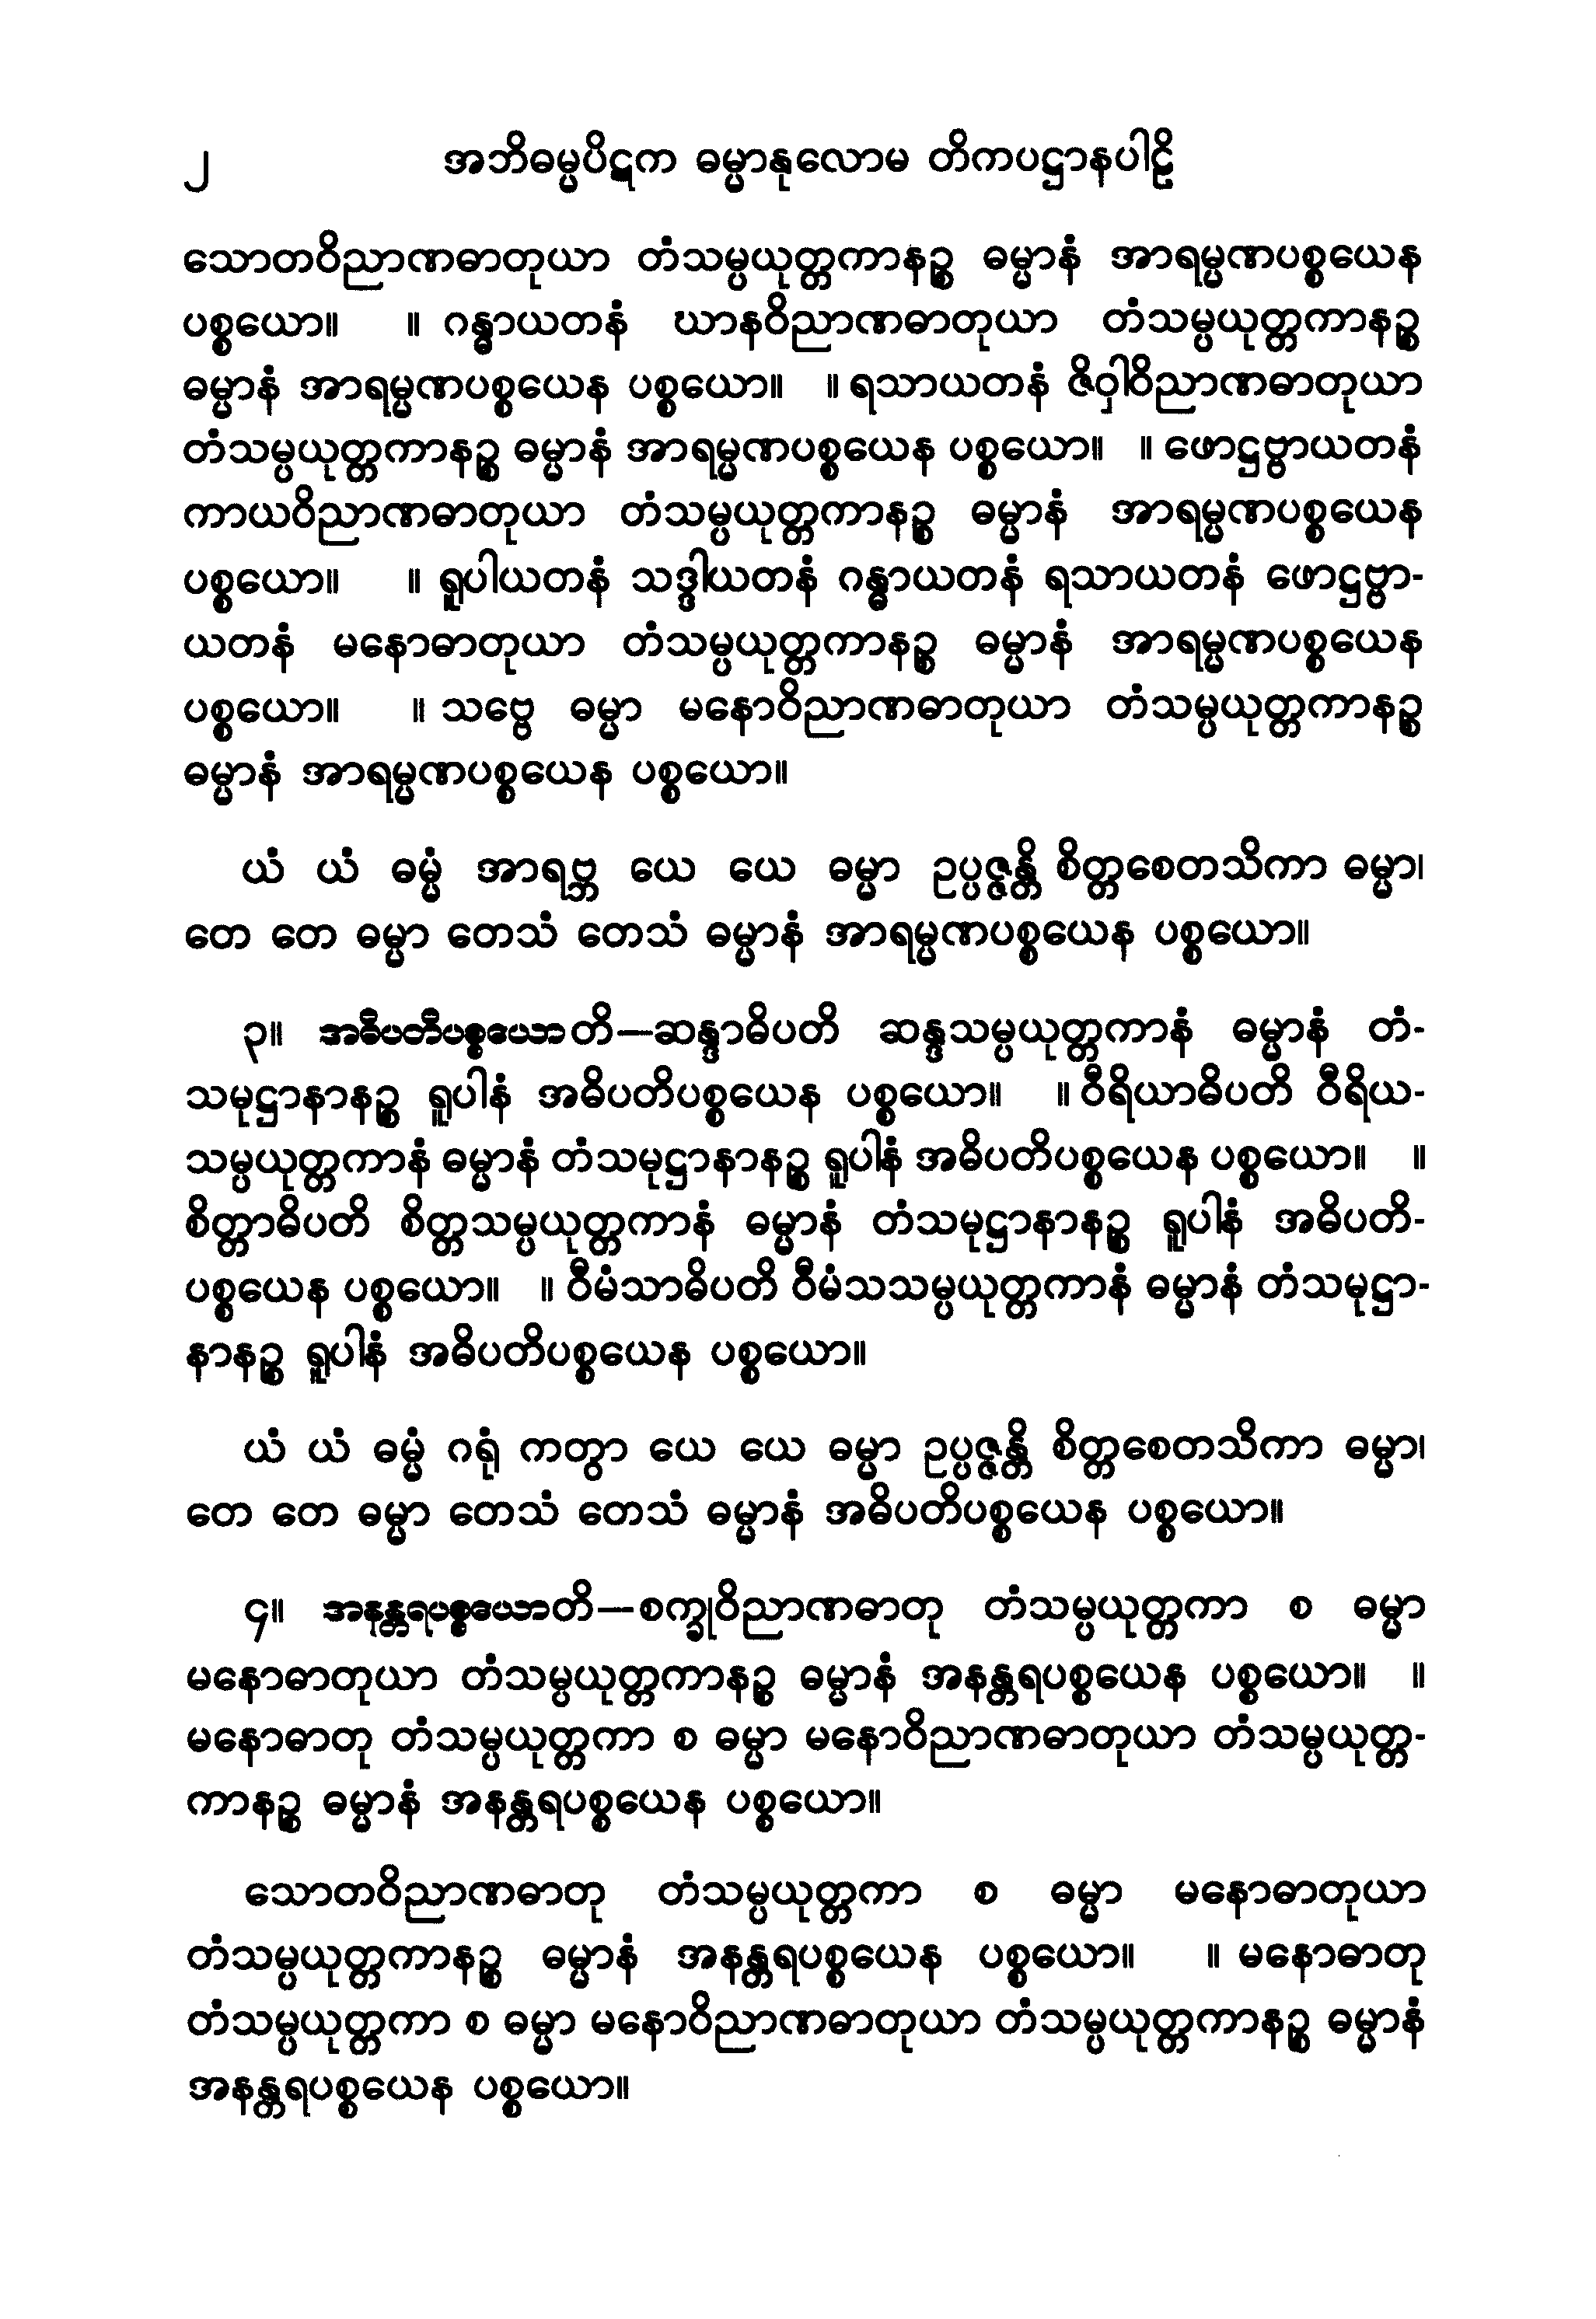 ၂ အဘိဓမ္မပိဋက ဓမ္မာနုလောမ တိကပဋ္ဌာနပါဠိ
သောတဝိညာဏဓာတုယာ တံသမ္ပယုတ္တကာနဉ္စ ဓမ္မာနံ အာရမ္မဏပစ္စယေန
ပစ္စယော။ ။ ဂန္ဓာယတနံ ဃာနဝိညာဏဓာတုယာ တံသမ္ပယုတ္တကာနဉ္စ
ဓမ္မာနံ အာရမ္မဏပစ္စယေန ပစ္စယော။ ။ ရသာယတနံ ဇိဝှါဝိညာဏဓာတုယာ
တံသမ္ပယုတ္တကာနဉ္စ ဓမ္မာနံ အာရမ္မဏပစ္စယေန ပစ္စယော။ ။ ဖောဋ္ဌဗ္ဗာယတနံ
ကာယဝိညာဏဓာတုယာ တံသမ္ပယုတ္တကာနဉ္စ ဓမ္မာနံ အာရမ္မဏပစ္စယေန
ပစ္စယော။ ။ ရူပါယတနံ သဒ္ဒါယတနံ ဂန္ဓာယတနံ ရသာယတနံ ဖောဋ္ဌဗ္ဗာ-
ယတနံ မနောဓာတုယာ တံသမ္ပယုတ္တကာနဉ္စ ဓမ္မာနံ အာရမ္မဏပစ္စယေန
ပစ္စယော။ ။ သဗ္ဗေ ဓမ္မာ မနောဝိညာဏဓာတုယာ တံသမ္ပယုတ္တကာနဉ္စ
ဓမ္မာနံ အာရမ္မဏပစ္စယေန ပစ္စယော။
ယံ ယံ ဓမ္မံ အာရဗ္ဘ ယေ ယေ ဓမ္မာ ဥပ္ပဇ္ဇန္တိ စိတ္တစေတသိကာ ဓမ္မာ၊
တေ တေ ဓမ္မာ တေသံ တေသံ ဓမ္မာနံ အာရမ္မဏပစ္စယေန ပစ္စယော။
၃။ အဓိပတိပစ္စယောတိ—ဆန္ဒာဓိပတိ ဆန္ဒသမ္ပယုတ္တကာနံ ဓမ္မာနံ တံ-
သမုဋ္ဌာနာနဉ္စ ရူပါနံ အဓိပတိပစ္စယေန ပစ္စယော။ ။ ဝီရိယာဓိပတိ ဝီရိယ-
သမ္ပယုတ္တကာနံ ဓမ္မာနံ တံသမုဋ္ဌာနာနဉ္စ ရူပါနံ အဓိပတိပစ္စယေန ပစ္စယော။ ။
စိတ္တာဓိပတိ စိတ္တသမ္ပယုတ္တကာနံ ဓမ္မာနံ တံသမုဋ္ဌာနာနဉ္စ ရူပါနံ အဓိပတိ-
ပစ္စယေန ပစ္စယော။ ။ ဝီမံသာဓိပတိ ဝီမံသသမ္ပယုတ္တကာနံ ဓမ္မာနံ တံသမုဋ္ဌာ-
နာနဉ္စ ရူပါနံ အဓိပတိပစ္စယေန ပစ္စယော။
ယံ ယံ ဓမ္မံ ဂရုံ ကတွာ ယေ ယေ ဓမ္မာ ဥပ္ပဇ္ဇန္တိ စိတ္တစေတသိကာ ဓမ္မာ၊
တေ တေ ဓမ္မာ တေသံ တေသံ ဓမ္မာနံ အဓိပတိပစ္စယေန ပစ္စယော။
၄။ အနန္တရပစ္စယောတိ—စက္ခုဝိညာဏဓာတု တံသမ္ပယုတ္တကာ စ ဓမ္မာ
မနောဓာတုယာ တံသမ္ပယုတ္တကာနဉ္စ ဓမ္မာနံ အနန္တရပစ္စယေန ပစ္စယော။ ။
မနောဓာတု တံသမ္ပယုတ္တကာ စ ဓမ္မာ မနောဝိညာဏဓာတုယာ တံသမ္ပယုတ္တ-
ကာနဉ္စ ဓမ္မာနံ အနန္တရပစ္စယေန ပစ္စယော။
သောတဝိညာဏဓာတု တံသမ္ပယုတ္တကာ စ ဓမ္မာ မနောဓာတုယာ
တံသမ္ပယုတ္တကာနဉ္စ ဓမ္မာနံ အနန္တရပစ္စယေန ပစ္စယော။ ။ မနောဓာတု
တံသမ္ပယုတ္တကာ စ ဓမ္မာ မနောဝိညာဏဓာတုယာ တံသမ္ပယုတ္တကာနဉ္စ ဓမ္မာနံ
အနန္တရပစ္စယေန ပစ္စယော။